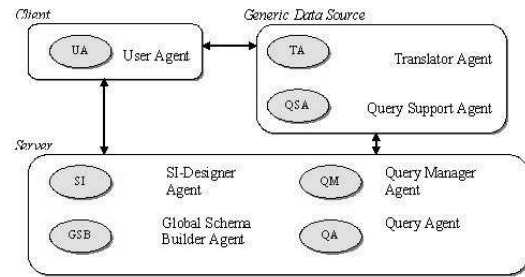 Client
Generic Data Source
UA
User Agent
TA
Translator Agent
QSA
Query Support Agent
Server
SI
SI-Designer
Agent
QM
Query Manager
Agent
GSB
Global Schema
Builder Agent
QA
Query Agent